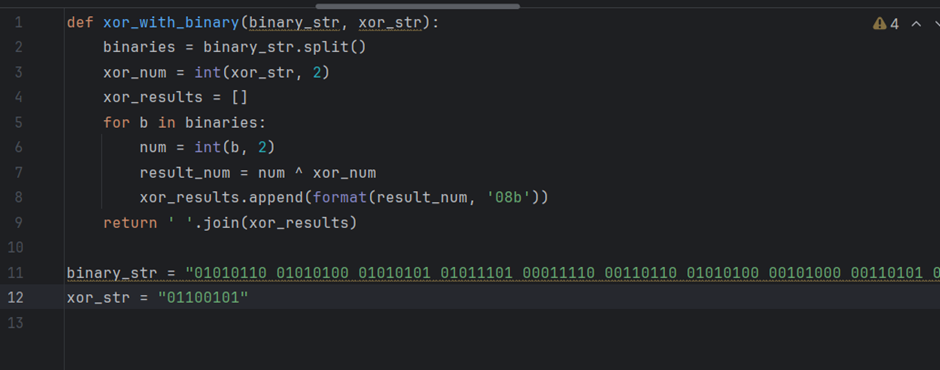 1 def xor_with_binary(binary_str, xor_str):
4
2 binaries = binary_str.split()
3 xor_num = int(xor_str, 2)
4 xor_results = []
5 for b in binaries:
6 num = int(b, 2)
7 result_num = num ^ xor_num
8 xor_results.append(format(result_num, '08b'))
9 return ' '.join(xor_results)
10
11 binary_str = "01010110 01010100 01010101 01011101 00011110 00110110 01010100 00101000 00110101 0
12 xor_str = "01100101"
13